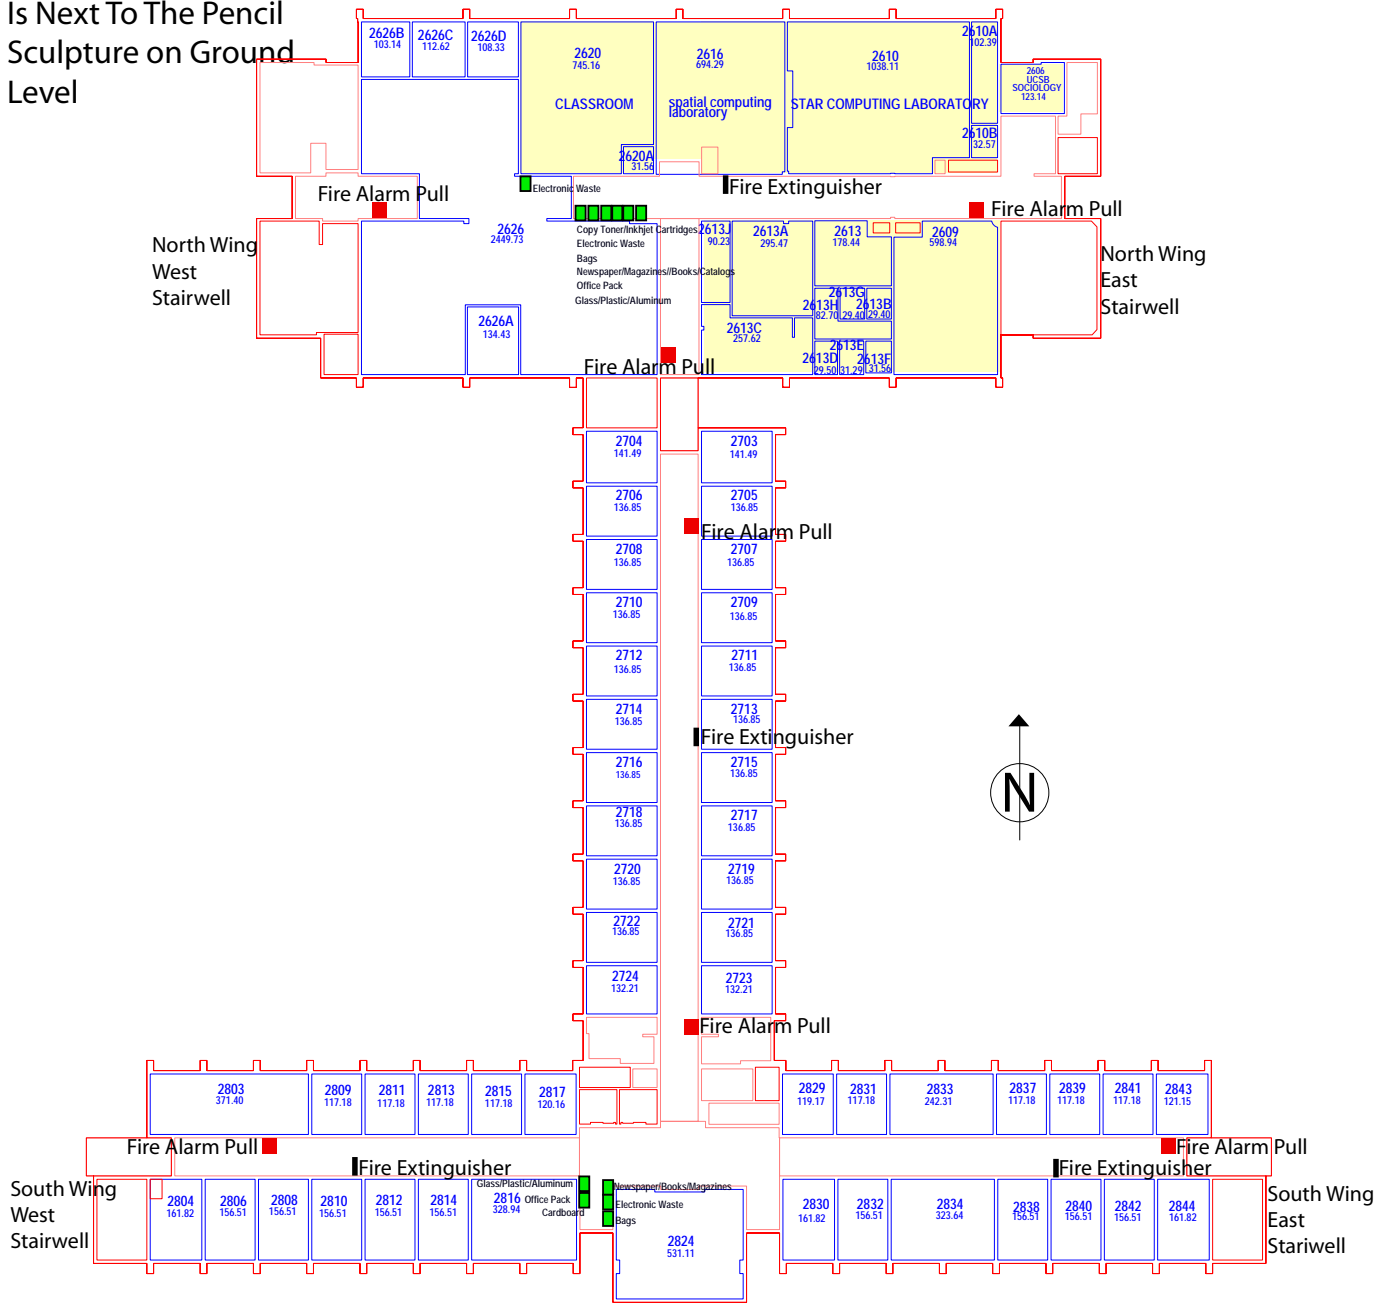 Is Next To The Pencil
Sculpture on Ground
Level
2626B
103.14
2626C
112.62
2626D
108.33
2620
745.16
CLASSROOM
2620A
31.56
2616
694.29
spatial computing
laboratory
2610
1038.11
STAR COMPUTING LABORATORY
2610A
102.39
2610B
32.57
2606
UCSB
SOCIOLOGY
123.14
Fire Alarm Pull
Electronic Waste
Fire Extinguisher
Fire Alarm Pull
North Wing
West
Stairwell
2626
2449.73
Copy Toner/Inkhjet Cartridges
Electronic Waste
Bags
Newspaper/Magazines//Books/Catalogs
Office Pack
Glass/Plastic/Aluminum
2613J
90.23
2613A
295.47
2613
178.44
2609
598.94
North Wing
East
Stairwell
2613G
29.40
2613H
82.70
2613B
29.40
2626A
134.43
2613C
257.62
2613E
31.29
2613D
29.50
2613F
31.56
Fire Alarm Pull
2704
141.49
2703
141.49
2706
136.85
2705
136.85
Fire Alarm Pull
2708
136.85
2707
136.85
2710
136.85
2709
136.85
2712
136.85
2711
136.85
2714
136.85
2713
136.85
Fire Extinguisher
2716
136.85
2715
136.85
N
2718
136.85
2717
136.85
2720
136.85
2719
136.85
2722
136.85
2721
136.85
2724
132.21
2723
132.21
Fire Alarm Pull
2803
371.40
2809
117.18
2811
117.18
2813
117.18
2815
117.18
2817
120.16
2829
119.17
2831
117.18
2833
242.31
2837
117.18
2839
117.18
2841
117.18
2843
121.15
Fire Alarm Pull
Fire Extinguisher
Fire Alarm Pull
Fire Extinguisher
South Wing
West
Stairwell
2804
161.82
2806
156.51
2808
156.51
2810
156.51
2812
156.51
2814
156.51
2816
328.94
Glass/Plastic/Aluminum
Office Pack
Cardboard
Newspaper/Books/Magazines
Electronic Waste
Bags
2824
531.11
2830
161.82
2832
156.51
2834
323.64
2838
156.51
2840
156.51
2842
156.51
2844
161.82
South Wing
East
Stariwell